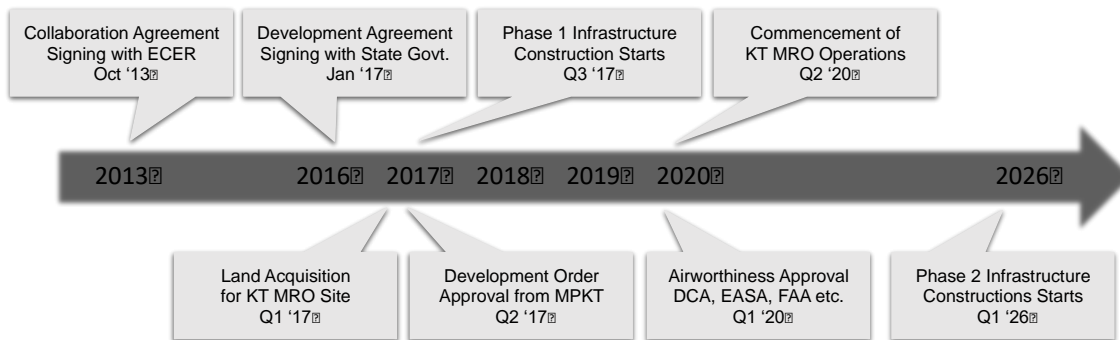 Collaboration Agreement
Signing with ECER
Oct ‘13
Development Agreement
Signing with State Govt.
Jan ‘17
Phase 1 Infrastructure
Construction Starts
Q3 ‘17
Commencement of
KT MRO Operations
Q2 ‘20
2013 2016 2017 2018 2019 2020 2026
Land Acquisition
for KT MRO Site
Q1 ‘17
Development Order
Approval from MPKT
Q2 ‘17
Airworthiness Approval
DCA, EASA, FAA etc.
Q1 ‘20
Phase 2 Infrastructure
Constructions Starts
Q1 ‘26